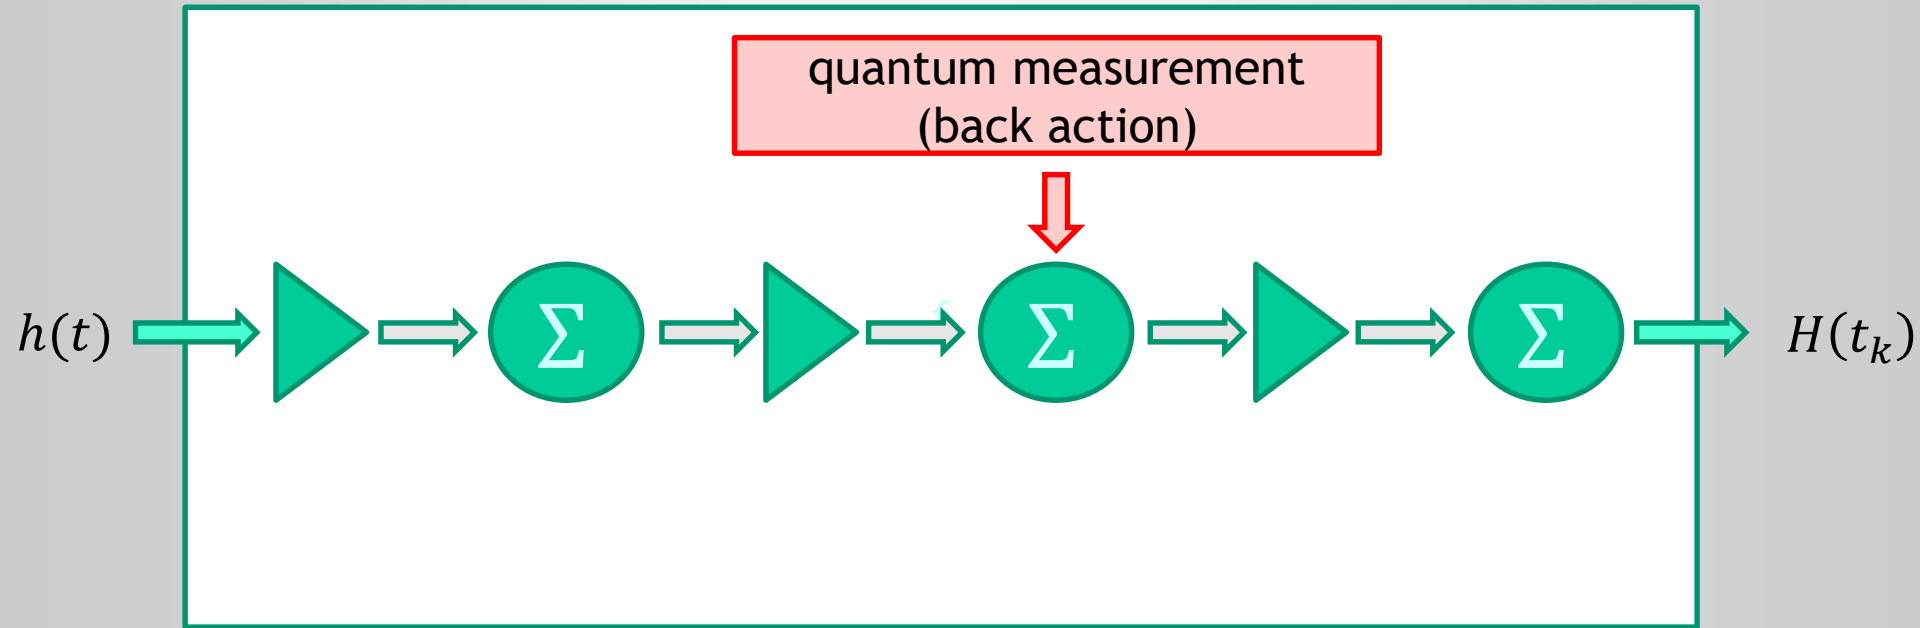 quantum measurement
(back action)
h(t)
Σ
Σ
Σ
H(t_k)